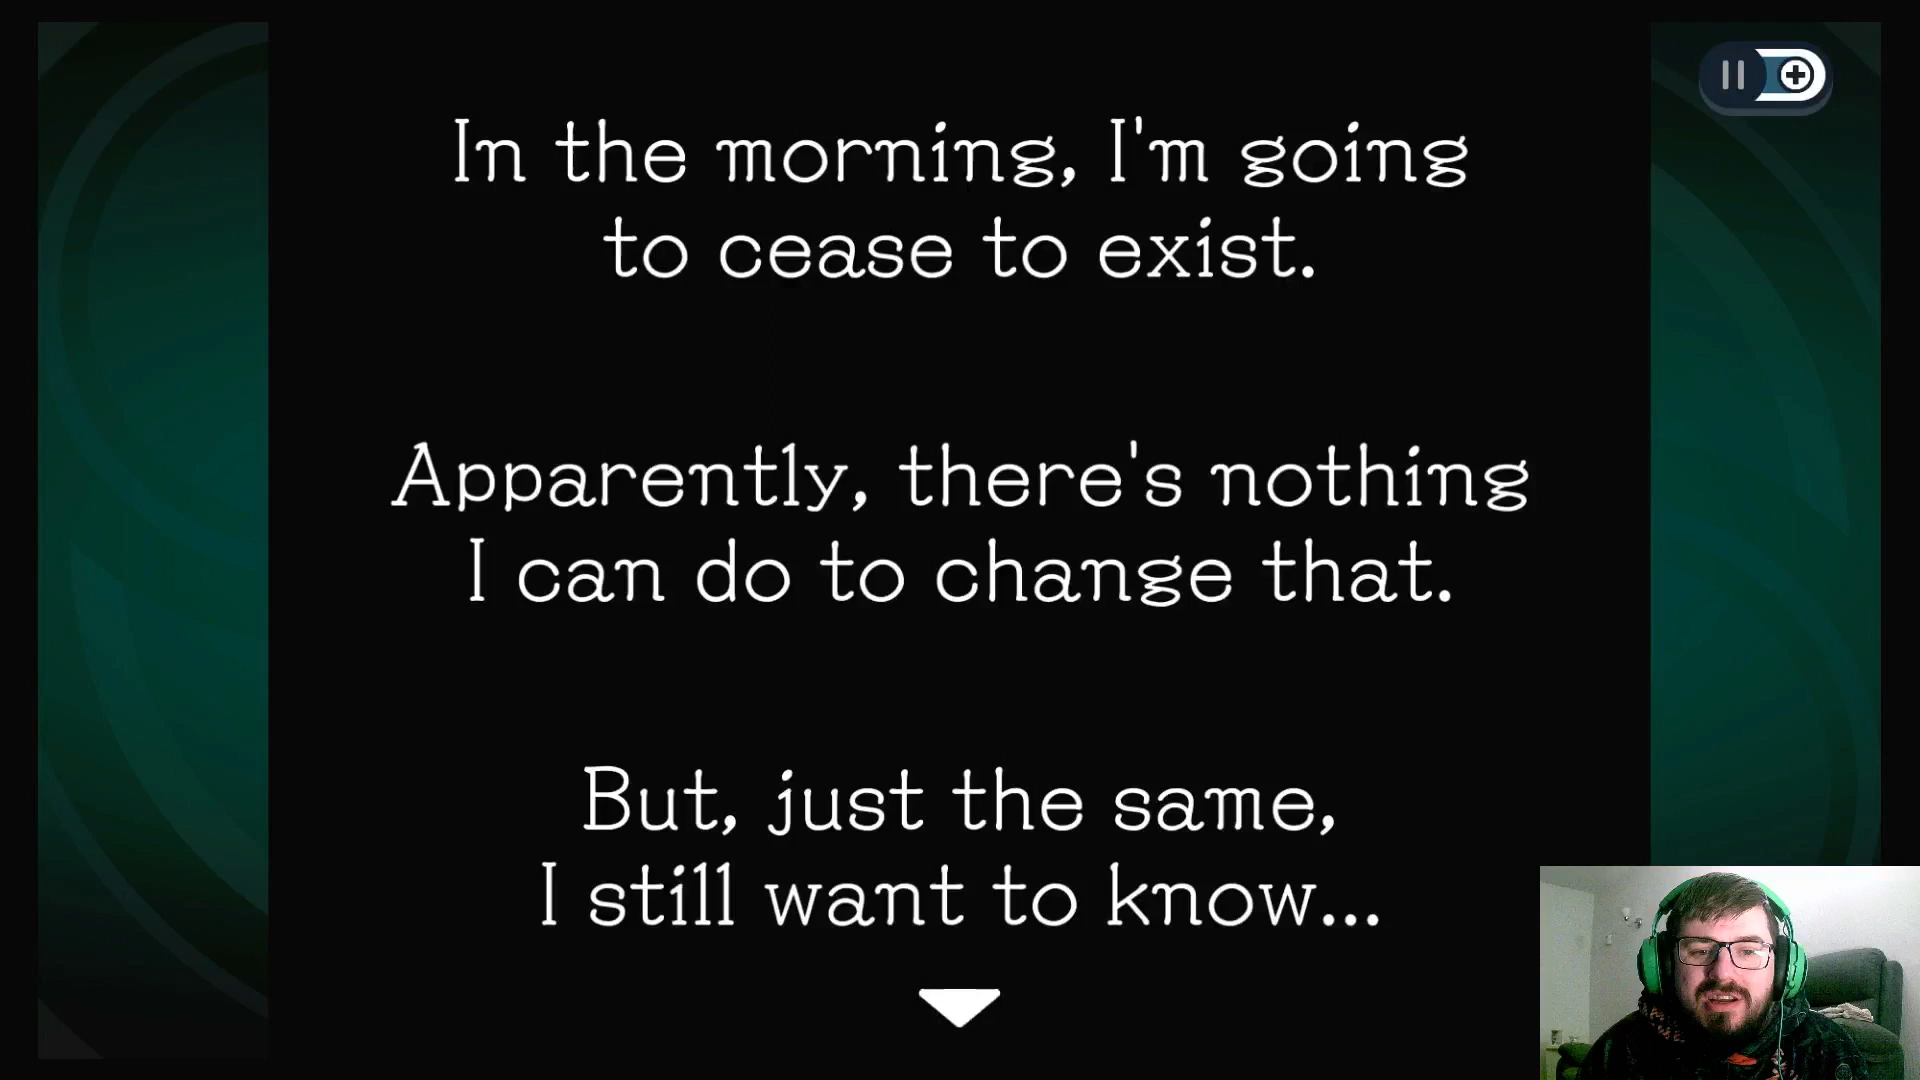 In the morning, I'm going
to cease to exist.
Apparently, there's nothing
I can do to change that.
But, just the same,
I still want to know...